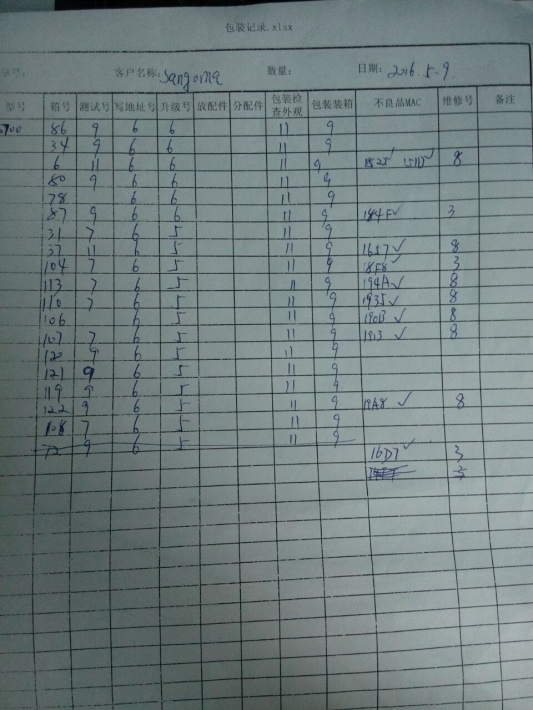 包装记录.xlsx
客户名称: Sangoma 数量: 日期: 2016.5.9
型号 箱号 测试号 写地址号 升级号 放配件 分配件 包装检查外观 包装装箱 不良品MAC 维修号 备注
86 9 6 6 11 9
34 9 6 6 11 9
6 11 6 6 11 9 8
80 9 6 6 11 9
78 6 6 11 9
87 9 6 6 11 9 184F✓ 3
31 7 6 5 11 9
37 11 6 5 11 9 1657✓ 8
104 7 6 5 11 9 18F8✓ 3
113 7 6 5 11 9 194A✓ 8
110 7 6 5 11 9 1935✓ 8
106 6 5 11 9 190B✓ 8
107 7 6 5 11 9 1913✓ 8
120 9 6 5 11 9
121 9 6 5 11 9
119 9 6 5 11 9
122 9 6 5 11 9 19A8✓ 8
108 7 6 5 11 9
72 9 6 5 11 9
16D7✓ 3